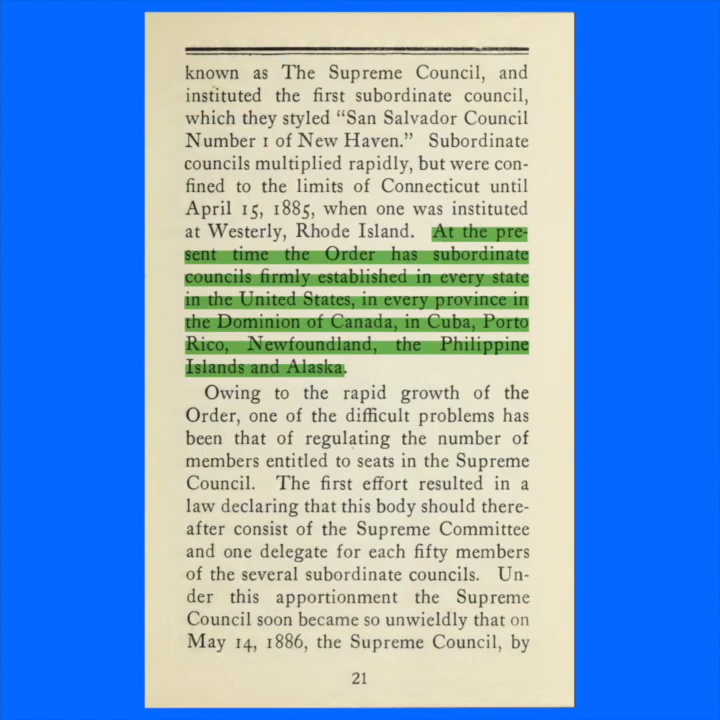 known as The Supreme Council, and
instituted the first subordinate council,
which they styled “San Salvador Council
Number 1 of New Haven.” Subordinate
councils multiplied rapidly, but were con-
fined to the limits of Connecticut until
April 15, 1885, when one was instituted
at Westerly, Rhode Island. At the pre-
sent time the Order has subordinate
councils firmly established in every state
in the United States, in every province in
the Dominion of Canada, in Cuba, Porto
Rico, Newfoundland, the Philippine
Islands and Alaska.
Owing to the rapid growth of the
Order, one of the difficult problems has
been that of regulating the number of
members entitled to seats in the Supreme
Council. The first effort resulted in a
law declaring that this body should there-
after consist of the Supreme Committee
and one delegate for each fifty members
of the several subordinate councils. Un-
der this apportionment the Supreme
Council soon became so unwieldly that on
May 14, 1886, the Supreme Council, by
21